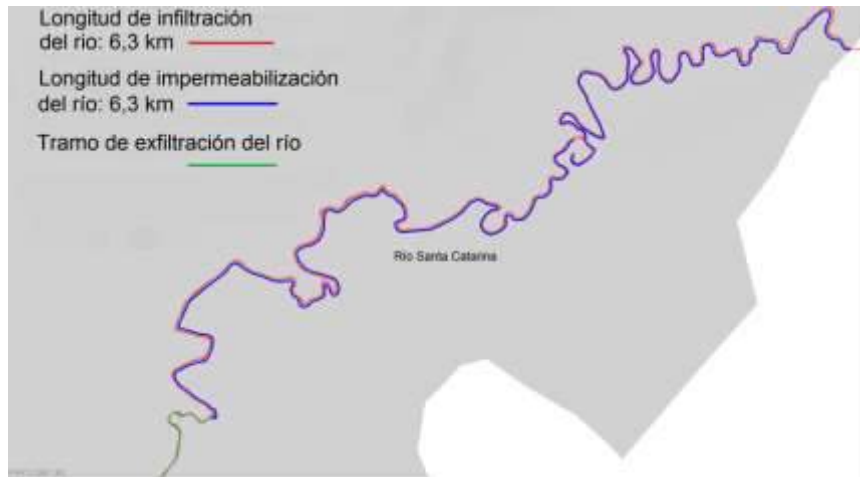 Longitud de infiltración
del río: 6,3 km
Longitud de impermeabilización
del río: 6,3 km
Tramo de exfiltración del río
Río Santa Catarina